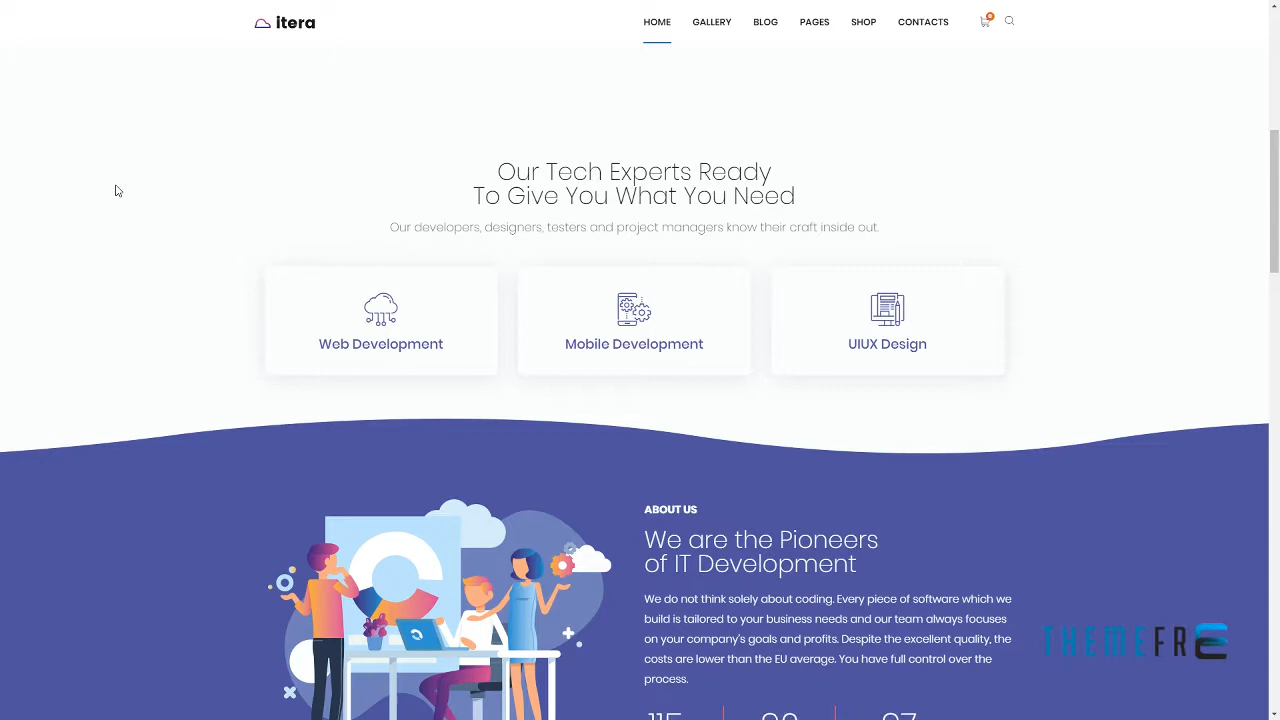 itera
HOME
GALLERY
BLOG
PAGES
SHOP
CONTACTS
Our Tech Experts Ready
To Give You What You Need
Our developers, designers, testers and project managers know their craft inside out.
Web Development
Mobile Development
UIUX Design
ABOUT US
We are the Pioneers
of IT Development
We do not think solely about coding. Every piece of software which we
build is tailored to your business needs and our team always focuses
on your company's goals and profits. Despite the excellent quality, the
costs are lower than the EU average. You have full control over the
process.
THEMEFRE